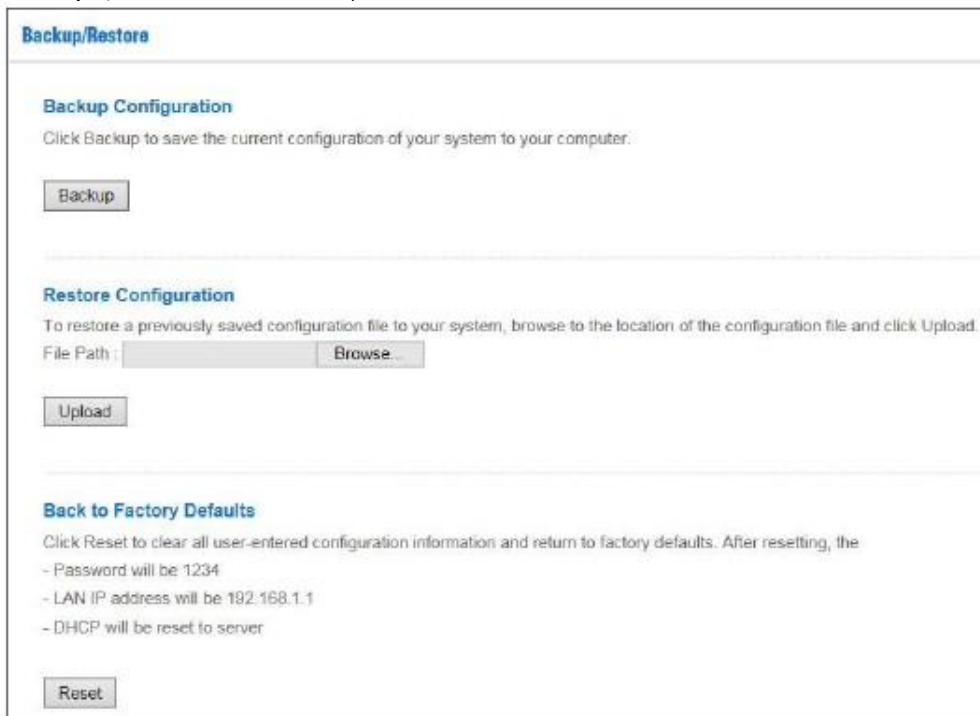 Backup/Restore
Backup Configuration
Click Backup to save the current configuration of your system to your computer.
Backup
Restore Configuration
To restore a previously saved configuration file to your system, browse to the location of the configuration file and click Upload.
File Path : Browse...
Upload
Back to Factory Defaults
Click Reset to clear all user-entered configuration information and return to factory defaults. After resetting, the
- Password will be 1234
- LAN IP address will be 192.168.1.1
- DHCP will be reset to server
Reset